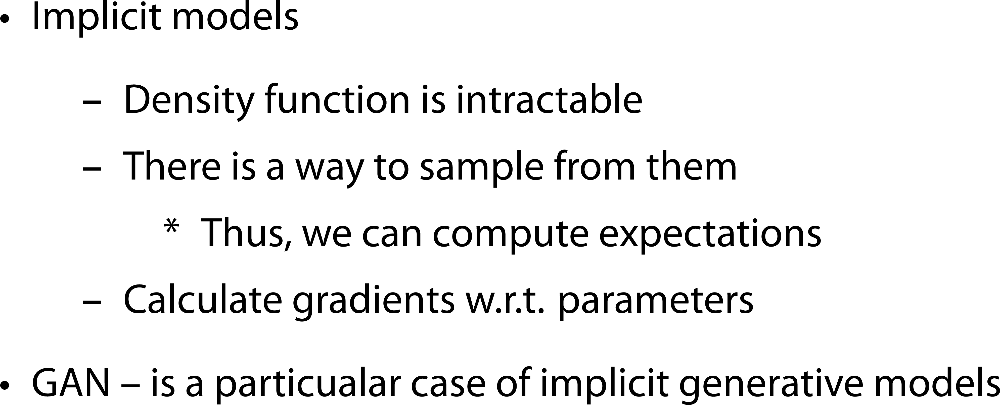 • Implicit models
– Density function is intractable
– There is a way to sample from them
* Thus, we can compute expectations
– Calculate gradients w.r.t. parameters
• GAN – is a particualar case of implicit generative models